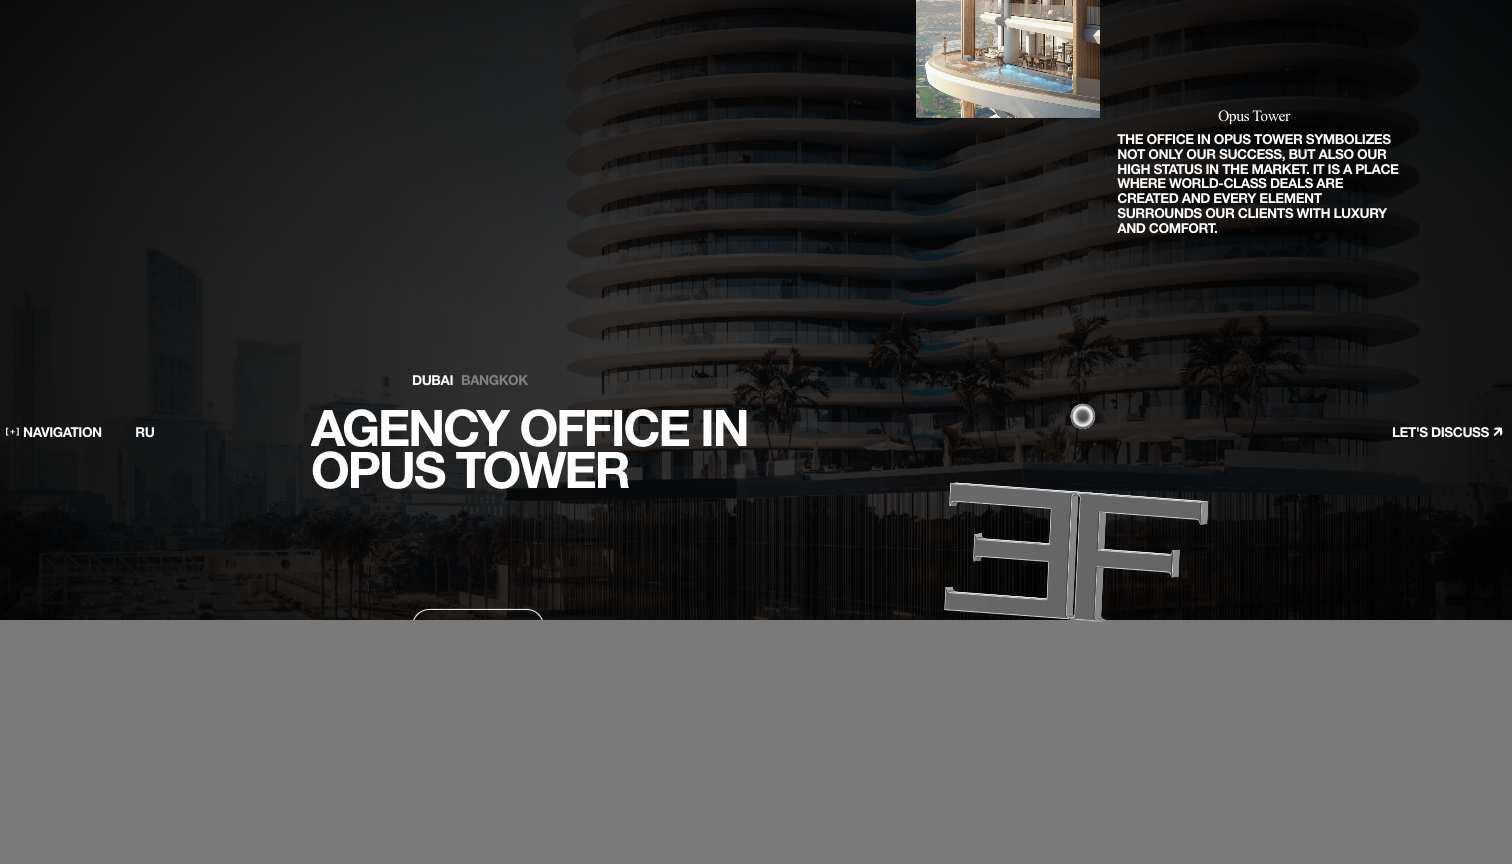 Opus Tower
THE OFFICE IN OPUS TOWER SYMBOLIZES
NOT ONLY OUR SUCCESS, BUT ALSO OUR
HIGH STATUS IN THE MARKET. IT IS A PLACE
WHERE WORLD-CLASS DEALS ARE
CREATED AND EVERY ELEMENT
SURROUNDS OUR CLIENTS WITH LUXURY
AND COMFORT.
DUBAI BANGKOK
AGENCY OFFICE IN
OPUS TOWER
[+] NAVIGATION RU
LET'S DISCUSS ↗